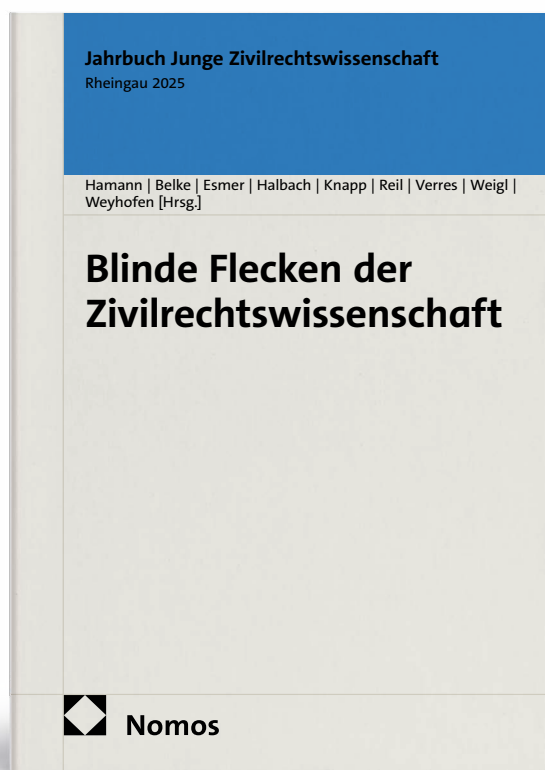 Jahrbuch Junge Zivilrechtswissenschaft
Rheingau 2025
Hamann | Belke | Esmer | Halbach | Knapp | Reil | Verres | Weigl |
Weyhofen [Hrsg.]
Blinde Flecken der
Zivilrechtswissenschaft
Nomos